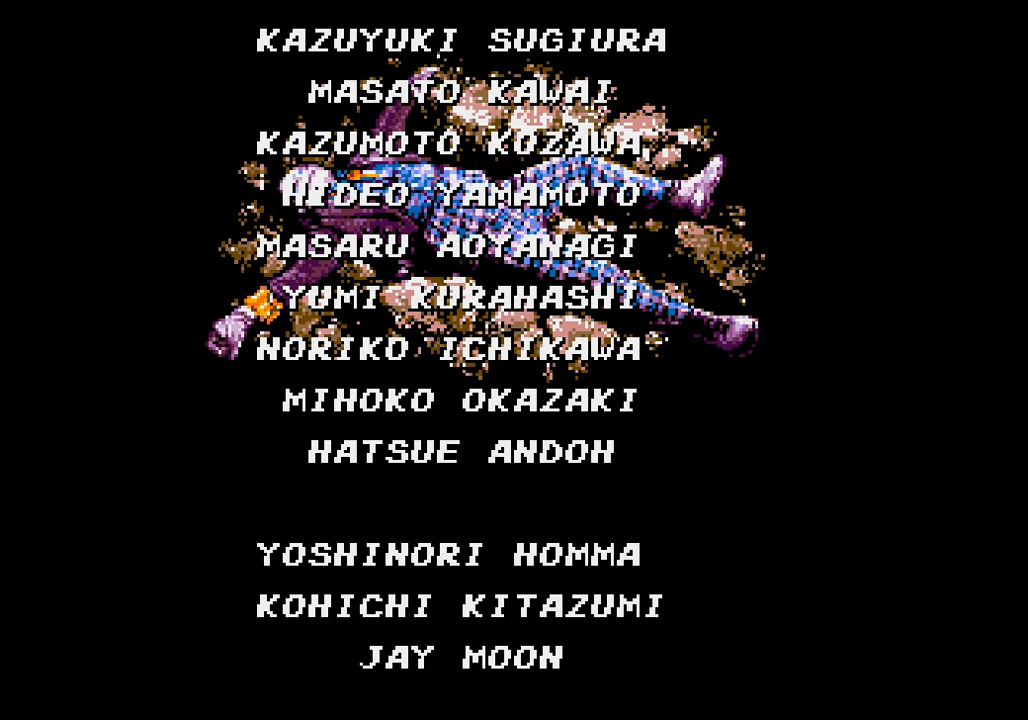 KAZUYUKI SUGIURA
MASATO KAWAI
KAZUMOTO KOZAWA
HIDEO YAMAMOTO
MASARU AOYANAGI
YUMI KURAHASHI
NORIKO ICHIKAWA
MIHOKO OKAZAKI
HATSUE ANDOH
YOSHINORI HOMMA
KOHICHI KITAZUMI
JAY MOON